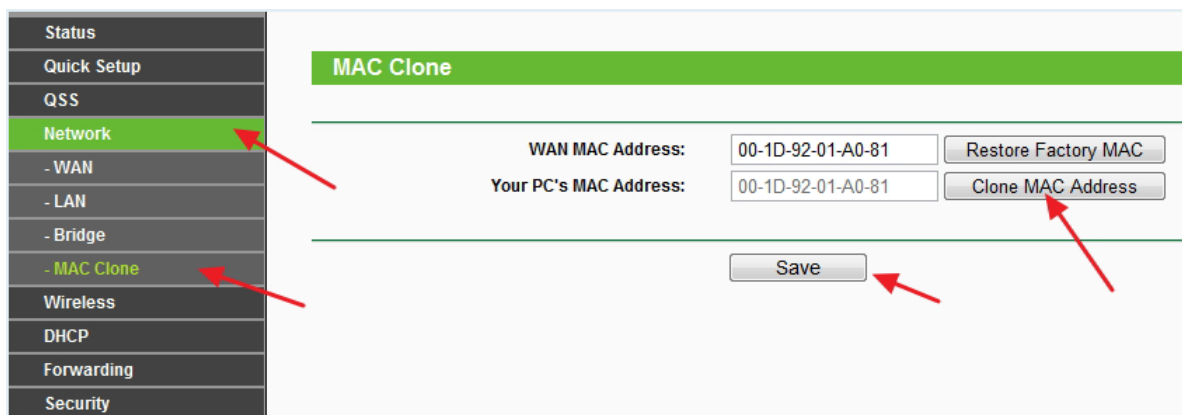 Status
Quick Setup
QSS
Network
- WAN
- LAN
- Bridge
- MAC Clone
Wireless
DHCP
Forwarding
Security
MAC Clone
WAN MAC Address: 00-1D-92-01-A0-81 Restore Factory MAC
Your PC's MAC Address: 00-1D-92-01-A0-81 Clone MAC Address
Save